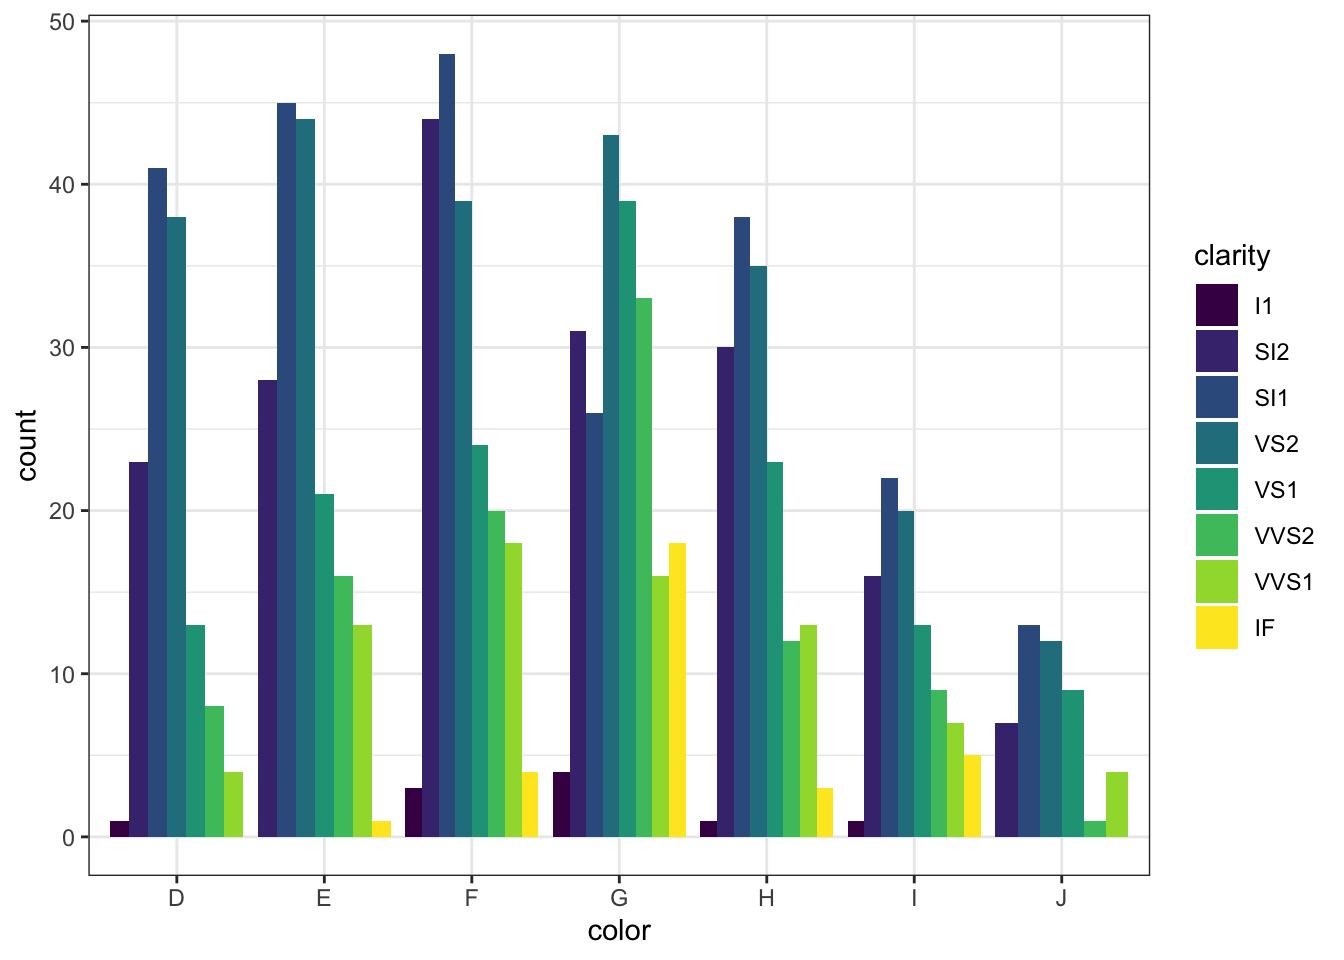 50
40
30
20
10
0
count
D E F G H I J
color
clarity
I1
SI2
SI1
VS2
VS1
VVS2
VVS1
IF